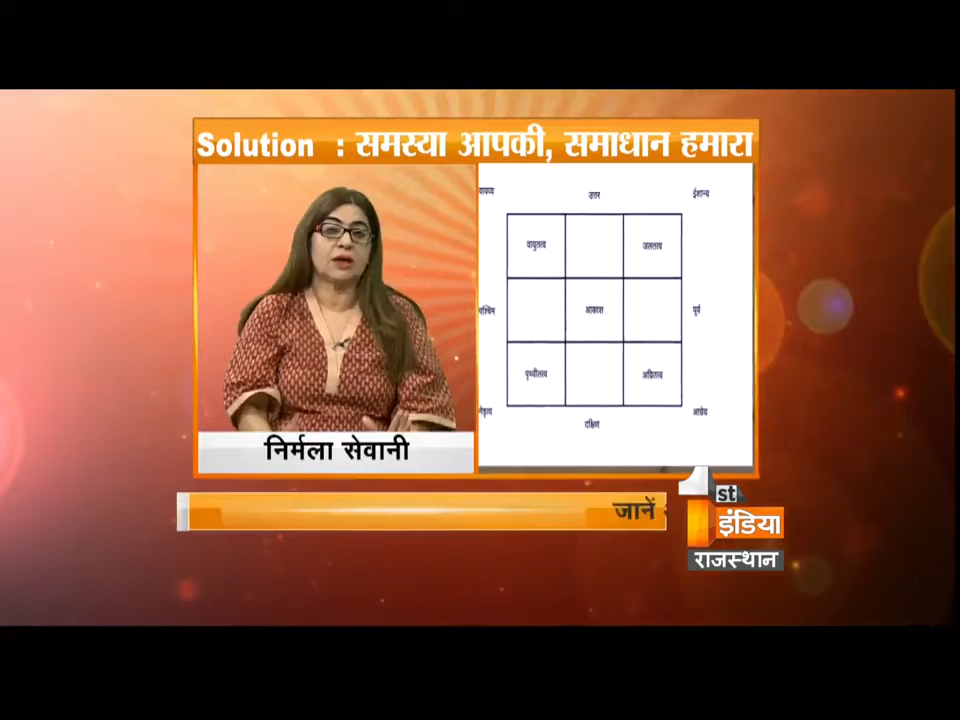 Solution : समस्या आपकी, समाधान हमारा
वायव्य
उत्तर
ईशान्य
वायुतत्व
जलतत्व
पश्चिम
आकाश
पूर्व
पृथ्वीतत्व
अग्नितत्व
नैऋत्य
दक्षिण
आग्नेय
निर्मला सेवानी
जानें
1st
इंडिया
राजस्थान